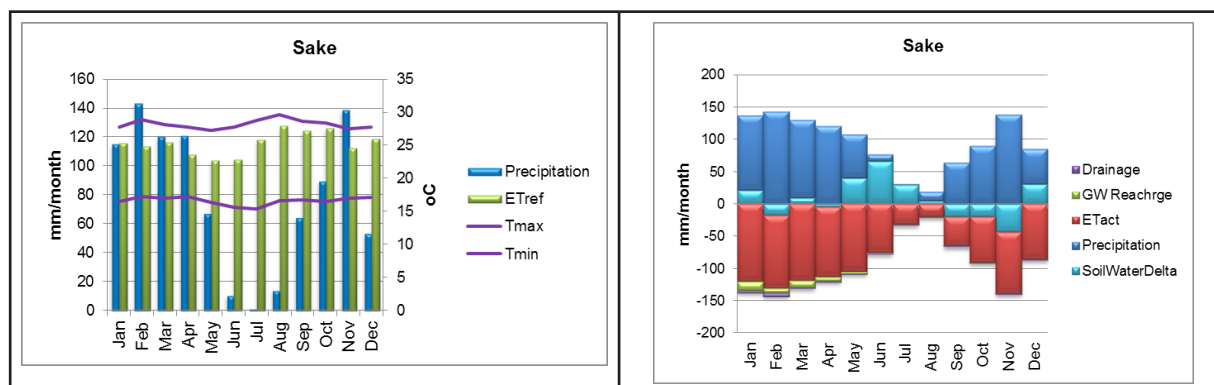 Sake
160
140
120
100
80
60
40
20
0
mm/month
35
30
25
20
15
10
5
0
oC
Jan
Feb
Mar
Apr
May
Jun
Jul
Aug
Sep
Oct
Nov
Dec
Precipitation
ETref
Tmax
Tmin
Sake
200
150
100
50
0
-50
-100
-150
-200
mm/month
Jan
Feb
Mar
Apr
May
Jun
Jul
Aug
Sep
Oct
Nov
Dec
Drainage
GW Reachrge
ETact
Precipitation
SoilWaterDelta